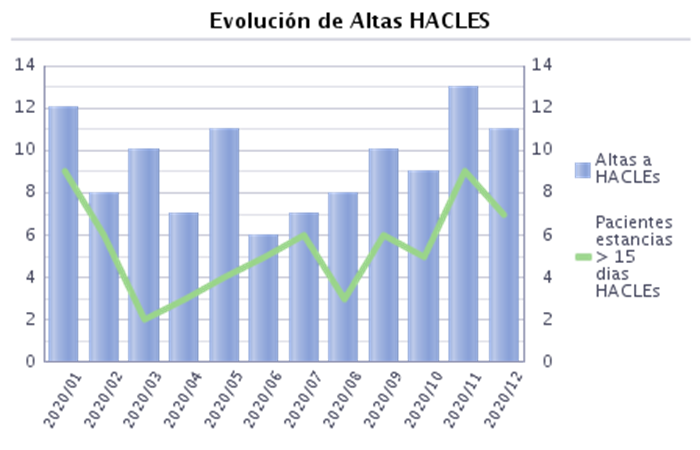 Evolución de Altas HACLES
14 14
12 12
10 10
8 8
6 6
4 4
2 2
0 0
2020/01 2020/02 2020/03 2020/04 2020/05 2020/06 2020/07 2020/08 2020/09 2020/10 2020/11 2020/12
Altas a
HACLEs
Pacientes
estancias
> 15
dias
HACLEs